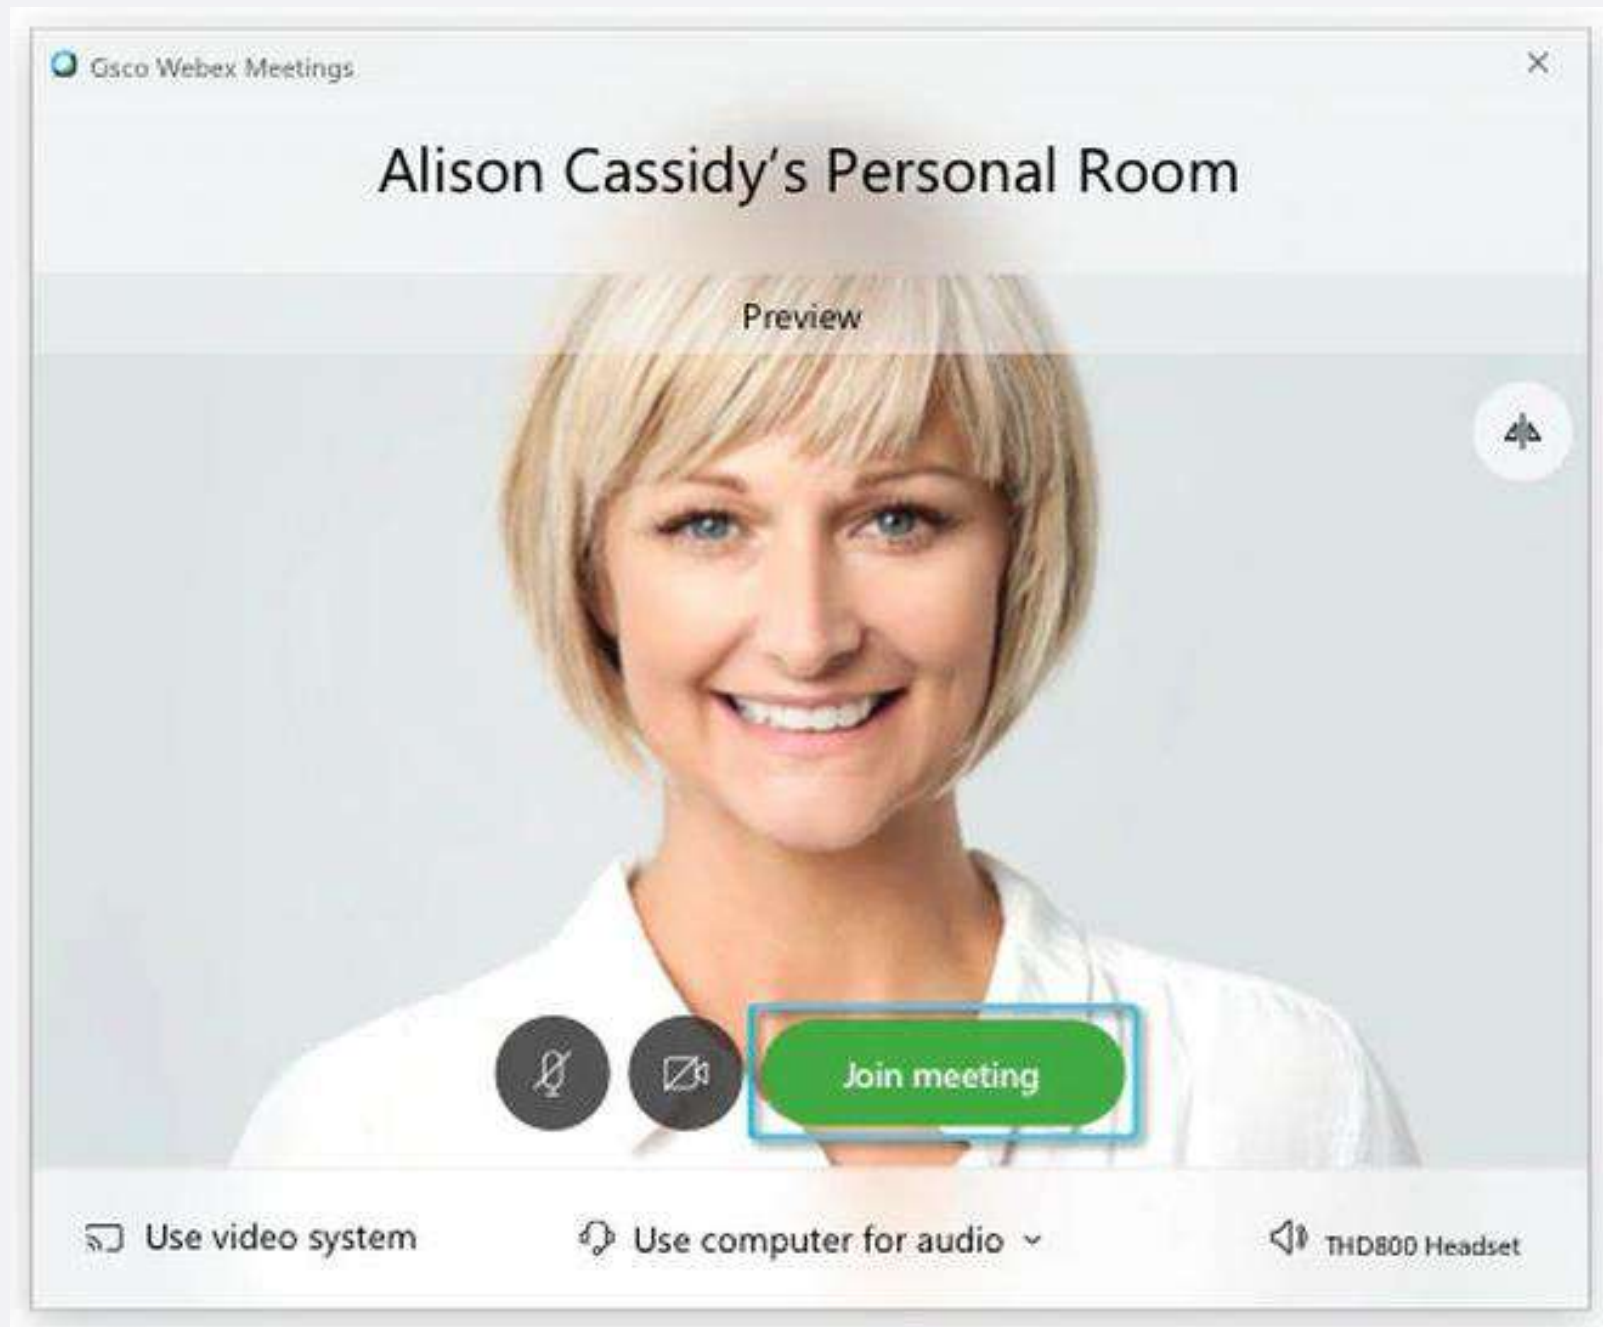 Cisco Webex Meetings
Alison Cassidy's Personal Room
Preview
Join meeting
Use video system
Use computer for audio
THD800 Headset